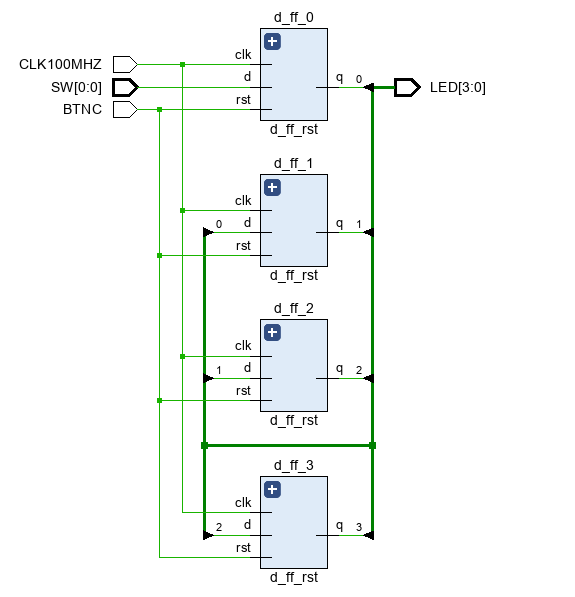 d_ff_0
CLK100MHZ
clk
SW[0:0]
d
q
0
LED[3:0]
BTNC
rst
d_ff_rst
d_ff_1
clk
0
d
q
1
rst
d_ff_rst
d_ff_2
clk
1
d
q
2
rst
d_ff_rst
d_ff_3
clk
2
d
q
3
rst
d_ff_rst